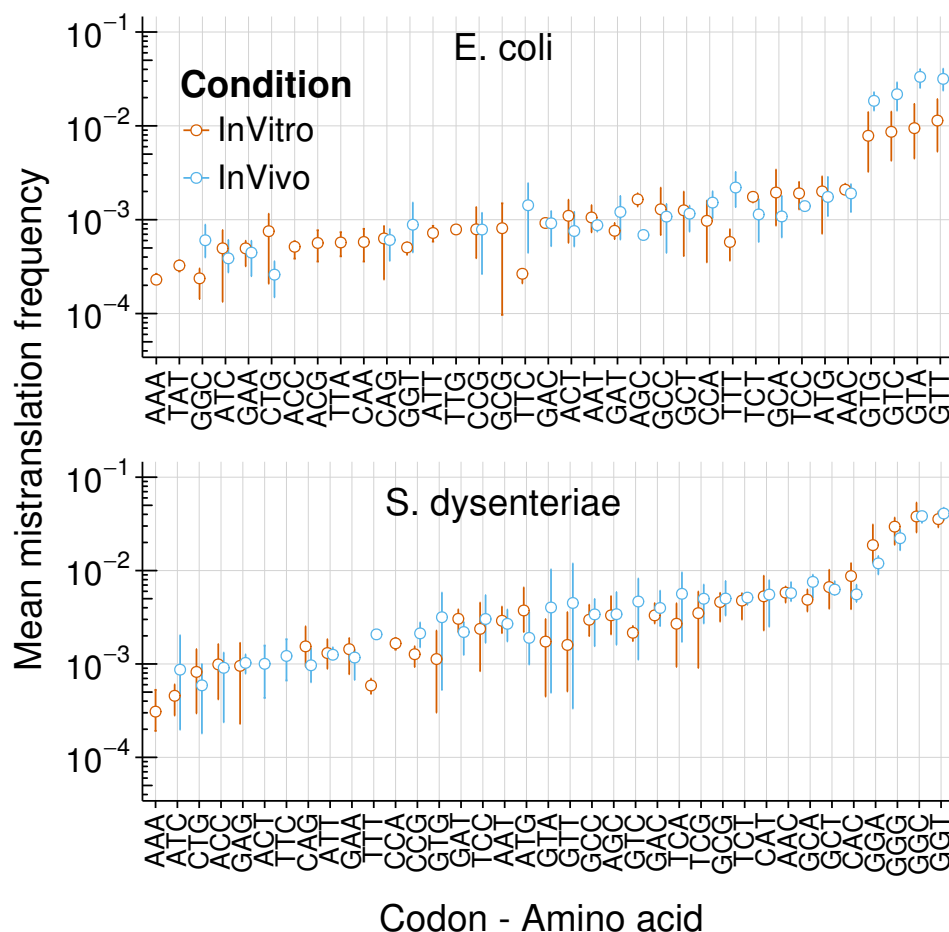 Mean mistranslation frequency
10⁻¹
10⁻²
10⁻³
10⁻⁴
E. coli
Condition
InVitro
InVivo
AAA TAT GGC ATC GAA CTG ACC ACG TTA CAA CAG GGT ATT TTG CCG GCG TTC GAC ACT AAT GAT AGC GCC GCT CCA TTT TCT GCA TCC ATG AAC GTG GTC GTA GTT
10⁻¹
10⁻²
10⁻³
10⁻⁴
S. dysenteriae
AAA ATC CTG ACC GAG ACT TTC CAG ATT GAA TTT CCA CCG GTG GAT TCC AAT ATG GTA GTT GCC AGC GTC GAC TCA TCG GCG TCT CAT AAC GCA GCT CAC GGA GGG GGC GGT
Codon - Amino acid